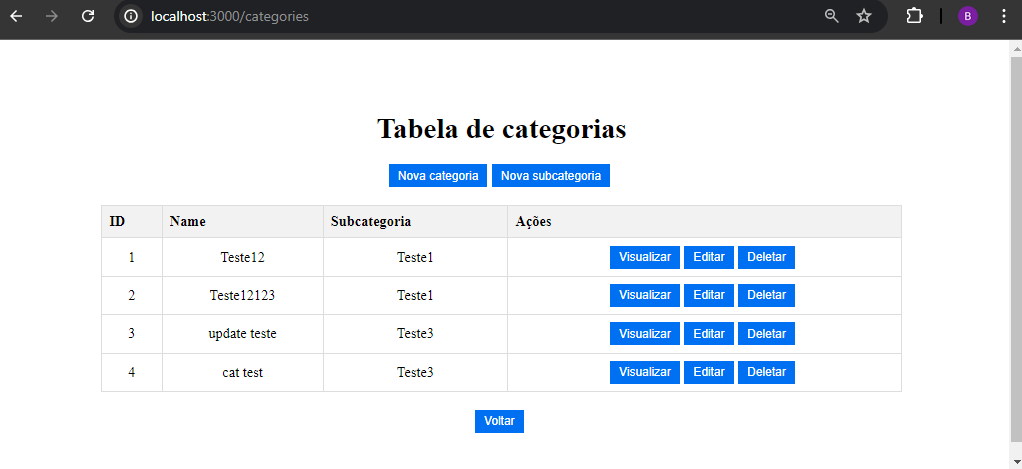 localhost:3000/categories
B
Tabela de categorias
Nova categoria Nova subcategoria
ID Name Subcategoria Ações
1 Teste12 Teste1 Visualizar Editar Deletar
2 Teste12123 Teste1 Visualizar Editar Deletar
3 update teste Teste3 Visualizar Editar Deletar
4 cat test Teste3 Visualizar Editar Deletar
Voltar